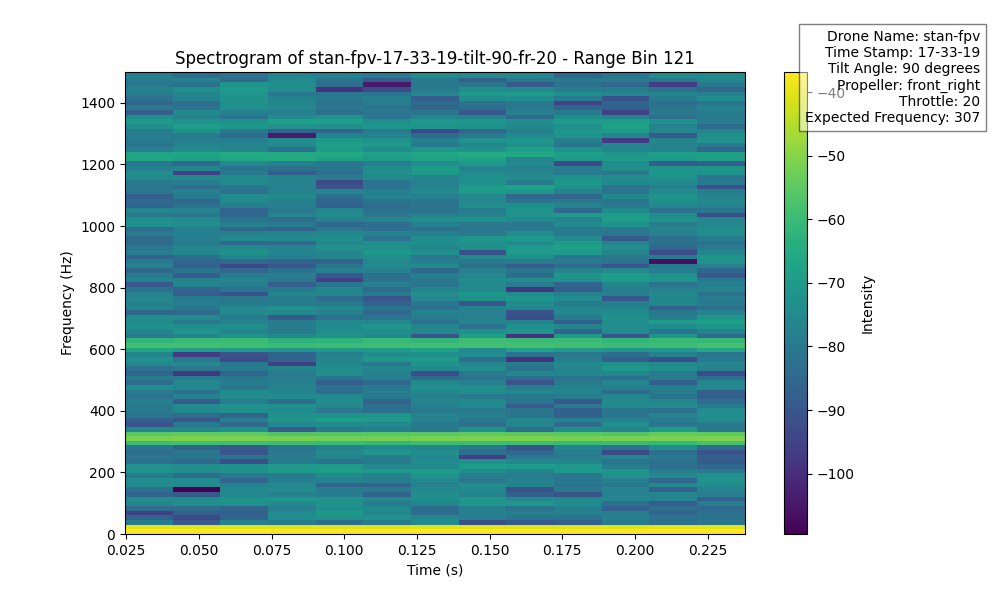 Spectrogram of stan-fpv-17-33-19-tilt-90-fr-20 - Range Bin 121
Drone Name: stan-fpv
Time Stamp: 17-33-19
Tilt Angle: 90 degrees
Propeller: front_right
Throttle: 20
Expected Frequency: 307
Frequency (Hz)
1400
1200
1000
800
600
400
200
0
0.025
0.050
0.075
0.100
0.125
0.150
0.175
0.200
0.225
Time (s)
−40
−50
−60
−70
−80
−90
−100
Intensity